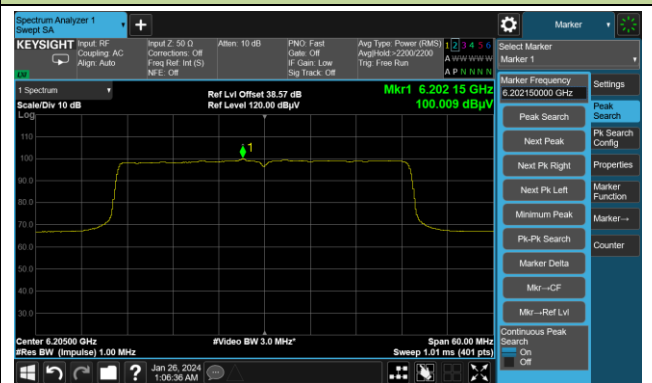 Spectrum Analyzer 1
Swept SA
+
Marker
KEYSIGHT
Input: RF
Coupling: AC
Align: Auto
Input Z: 50 Ω
Corrections: Off
Freq Ref: Int (S)
NFE: Off
Atten: 10 dB
PNO: Fast
Gate: Off
IF Gain: Low
Sig Track: Off
Avg Type: Power (RMS)
Avg|Hold:>2200/2200
Trig: Free Run
1 2 3 4 5 6
A W W W W W
A P N N N N
Select Marker
Marker 1
LXI
1 Spectrum
Scale/Div 10 dB
Log
Ref Lvl Offset 38.57 dB
Ref Level 120.00 dBµV
Mkr1 6.202 15 GHz
100.009 dBµV
Marker Frequency
6.202150000 GHz
Settings
Peak Search
Peak
Search
Next Peak
Pk Search
Config
Next Pk Right
Properties
Next Pk Left
Marker
Function
Minimum Peak
Marker→
Pk-Pk Search
Counter
Marker Delta
Mkr→CF
Mkr→Ref Lvl
Continuous Peak
Search
On
Off
110
100
90.0
80.0
70.0
60.0
50.0
40.0
30.0
1
Center 6.20500 GHz
#Res BW (Impulse) 1.00 MHz
#Video BW 3.0 MHz*
Span 60.00 MHz
Sweep 1.01 ms (401 pts)
?
Jan 26, 2024
1:06:36 AM